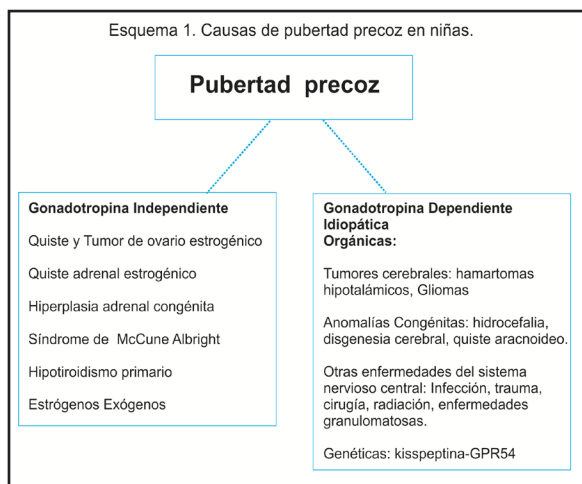 Esquema 1. Causas de pubertad precoz en niñas.
Pubertad precoz
Gonadotropina Independiente
Quiste y Tumor de ovario estrogénico
Quiste adrenal estrogénico
Hiperplasia adrenal congénita
Síndrome de McCune Albright
Hipotiroidismo primario
Estrógenos Exógenos
Gonadotropina Dependiente
Idiopática
Orgánicas:
Tumores cerebrales: hamartomas
hipotalámicos, Gliomas
Anomalías Congénitas: hidrocefalia,
disgenesia cerebral, quiste aracnoideo.
Otras enfermedades del sistema
nervioso central: Infección, trauma,
cirugía, radiación, enfermedades
granulomatosas.
Genéticas: kisspeptina-GPR54